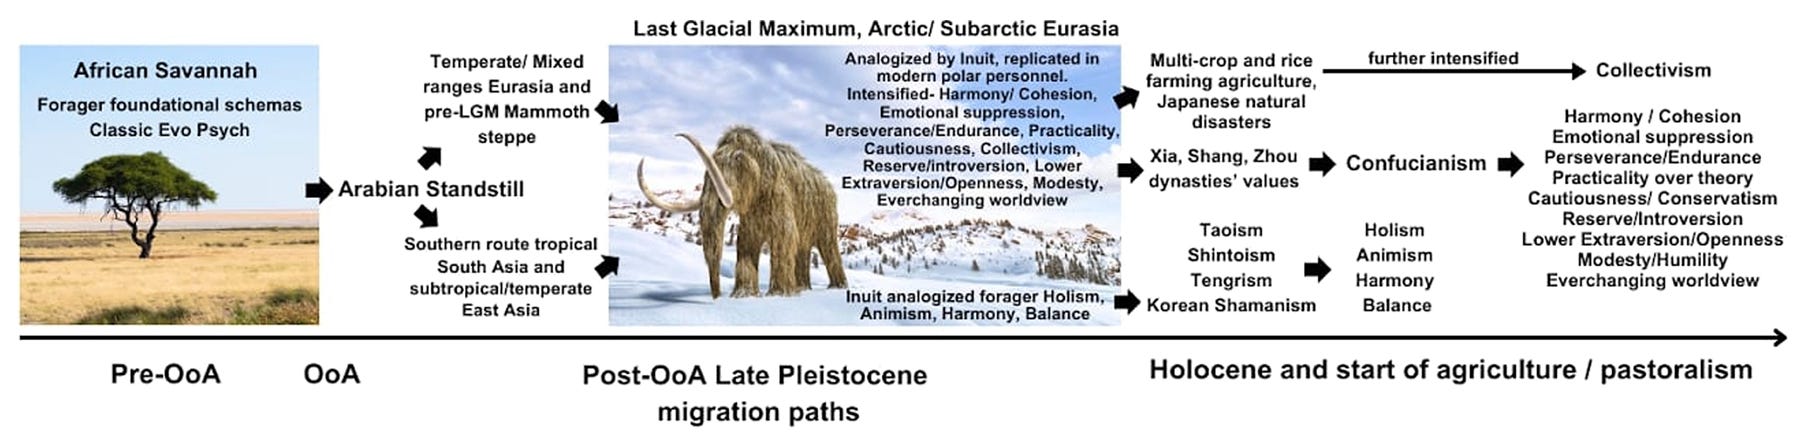 Last Glacial Maximum, Arctic/ Subarctic Eurasia
African Savannah
Forager foundational schemas
Classic Evo Psych
Arabian Standstill
Temperate/ Mixed
ranges Eurasia and
pre-LGM Mammoth
steppe
Southern route tropical
South Asia and
subtropical/temperate
East Asia
Analogized by Inuit, replicated in
modern polar personnel.
Intensified- Harmony/ Cohesion,
Emotional suppression,
Perseverance/Endurance, Practicality,
Cautiousness, Collectivism,
Reserve/introversion, Lower
Extraversion/Openness, Modesty,
Everchanging worldview
Inuit analogized forager Holism,
Animism, Harmony, Balance
Multi-crop and rice
farming agriculture,
Japanese natural
disasters
further intensified
Collectivism
Xia, Shang, Zhou
dynasties’ values
Confucianism
Harmony / Cohesion
Emotional suppression
Perseverance/Endurance
Practicality over theory
Cautiousness/ Conservatism
Reserve/Introversion
Lower Extraversion/Openness
Modesty/Humility
Everchanging worldview
Taoism
Shintoism
Tengrism
Korean Shamanism
Holism
Animism
Harmony
Balance
Pre-OoA
OoA
Post-OoA Late Pleistocene
migration paths
Holocene and start of agriculture / pastoralism